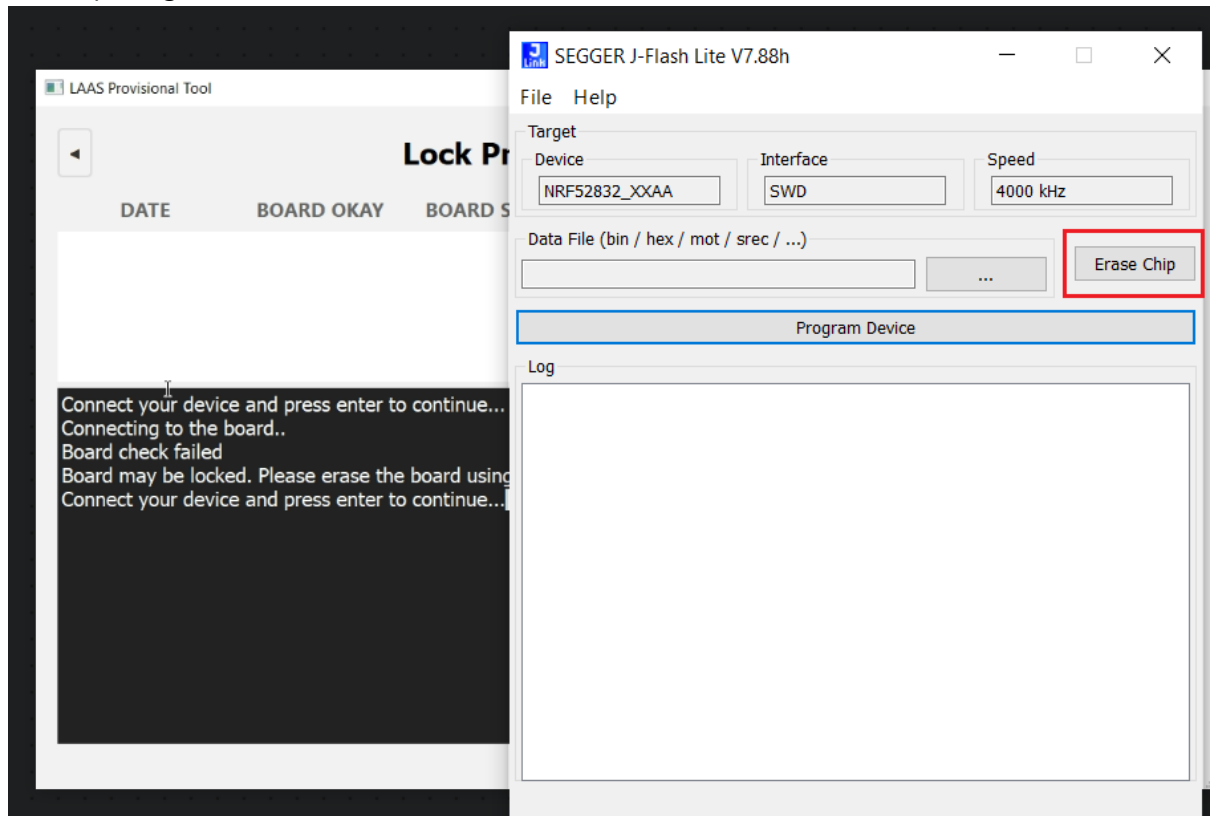 LAAS Provisional Tool
Lock Pr
DATE BOARD OKAY BOARD S
Connect your device and press enter to continue...
Connecting to the board..
Board check failed
Board may be locked. Please erase the board using
Connect your device and press enter to continue...
J
Link
SEGGER J-Flash Lite V7.88h
File Help
Target
Device Interface Speed
NRF52832_XXAA SWD 4000 kHz
Data File (bin / hex / mot / srec / ...)
... Erase Chip
Program Device
Log